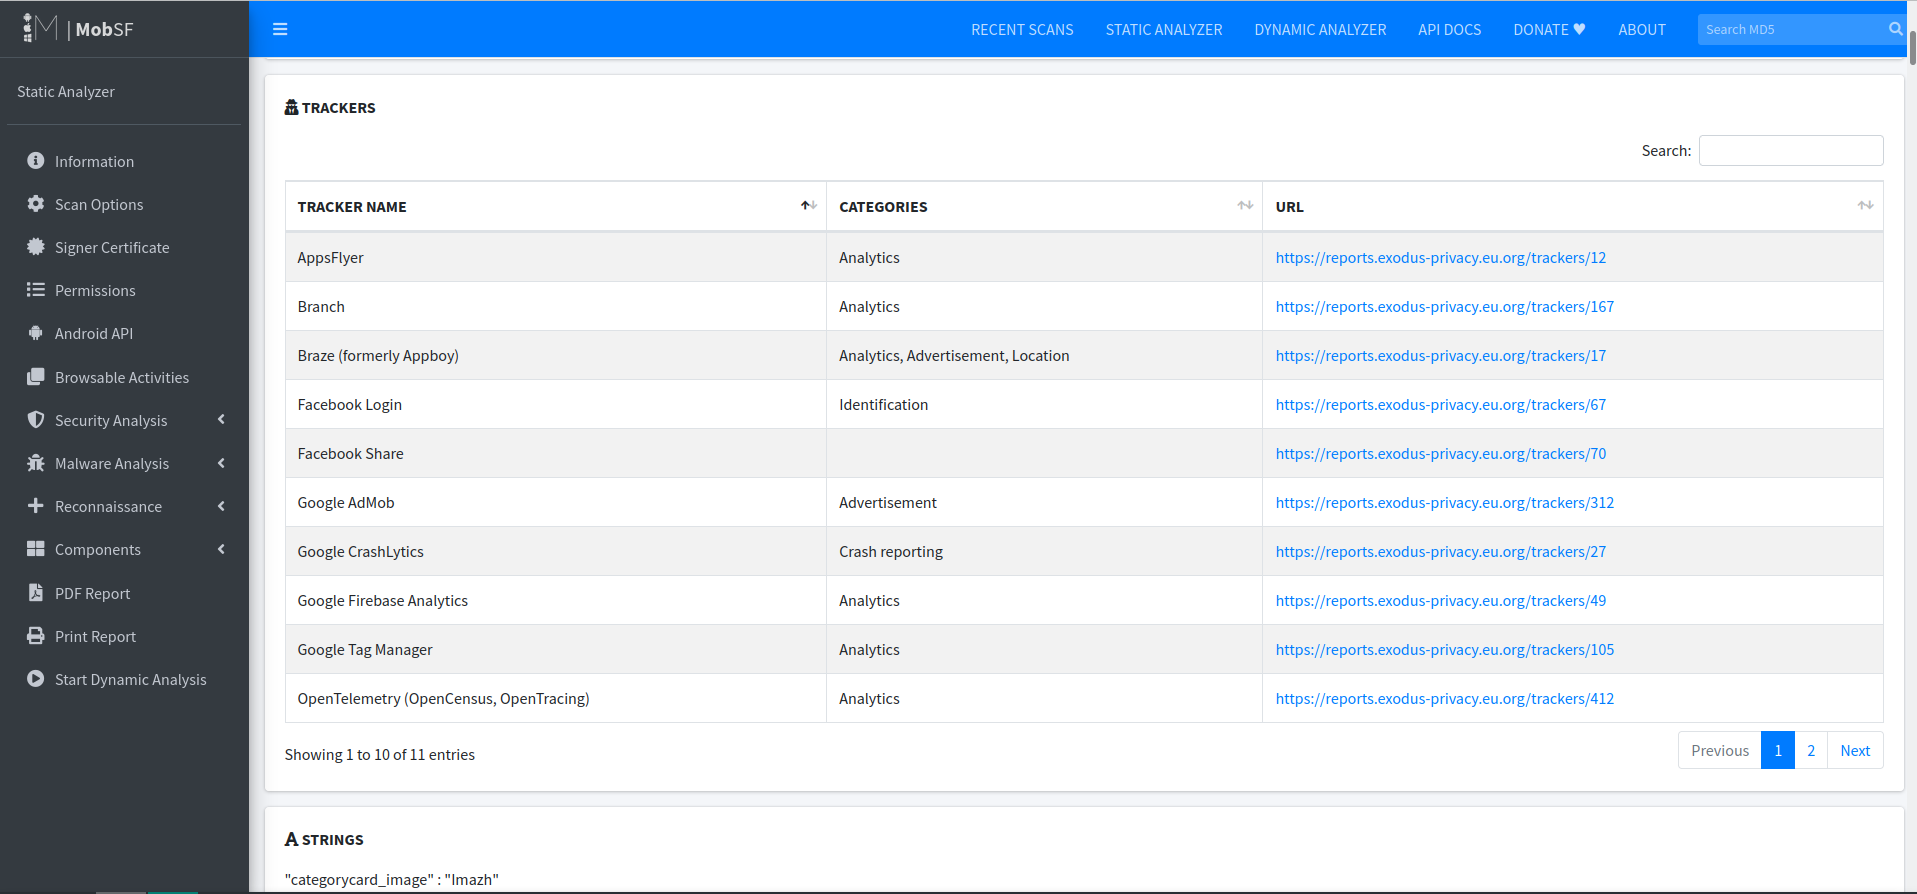 | MobSF
RECENT SCANS STATIC ANALYZER DYNAMIC ANALYZER API DOCS DONATE ♥ ABOUT Search MD5
Static Analyzer
Information
Scan Options
Signer Certificate
Permissions
Android API
Browsable Activities
Security Analysis
Malware Analysis
Reconnaissance
Components
PDF Report
Print Report
Start Dynamic Analysis
TRACKERS
Search:
TRACKER NAME CATEGORIES URL
AppsFlyer Analytics https://reports.exodus-privacy.eu.org/trackers/12
Branch Analytics https://reports.exodus-privacy.eu.org/trackers/167
Braze (formerly Appboy) Analytics, Advertisement, Location https://reports.exodus-privacy.eu.org/trackers/17
Facebook Login Identification https://reports.exodus-privacy.eu.org/trackers/67
Facebook Share https://reports.exodus-privacy.eu.org/trackers/70
Google AdMob Advertisement https://reports.exodus-privacy.eu.org/trackers/312
Google CrashLytics Crash reporting https://reports.exodus-privacy.eu.org/trackers/27
Google Firebase Analytics Analytics https://reports.exodus-privacy.eu.org/trackers/49
Google Tag Manager Analytics https://reports.exodus-privacy.eu.org/trackers/105
OpenTelemetry (OpenCensus, OpenTracing) Analytics https://reports.exodus-privacy.eu.org/trackers/412
Showing 1 to 10 of 11 entries
Previous 1 2 Next
A STRINGS
"categorycard_image" : "Imazh"